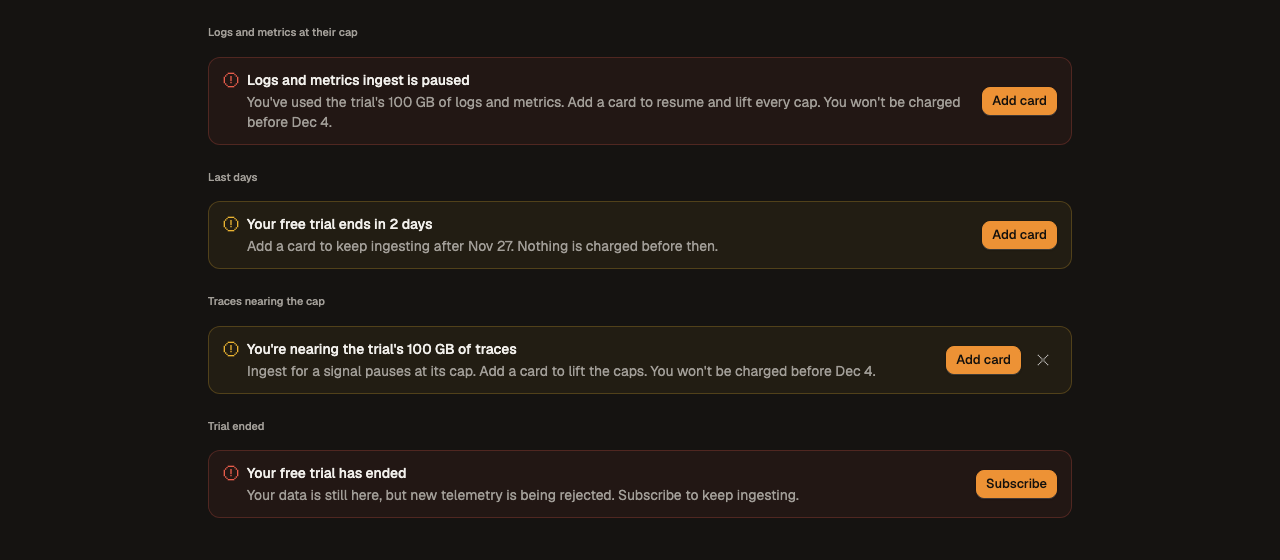 Logs and metrics at their cap
Logs and metrics ingest is paused
You've used the trial's 100 GB of logs and metrics. Add a card to resume and lift every cap. You won't be charged
before Dec 4.
Add card
Last days
Your free trial ends in 2 days
Add a card to keep ingesting after Nov 27. Nothing is charged before then.
Add card
Traces nearing the cap
You're nearing the trial's 100 GB of traces
Ingest for a signal pauses at its cap. Add a card to lift the caps. You won't be charged before Dec 4.
Add card
Trial ended
Your free trial has ended
Your data is still here, but new telemetry is being rejected. Subscribe to keep ingesting.
Subscribe